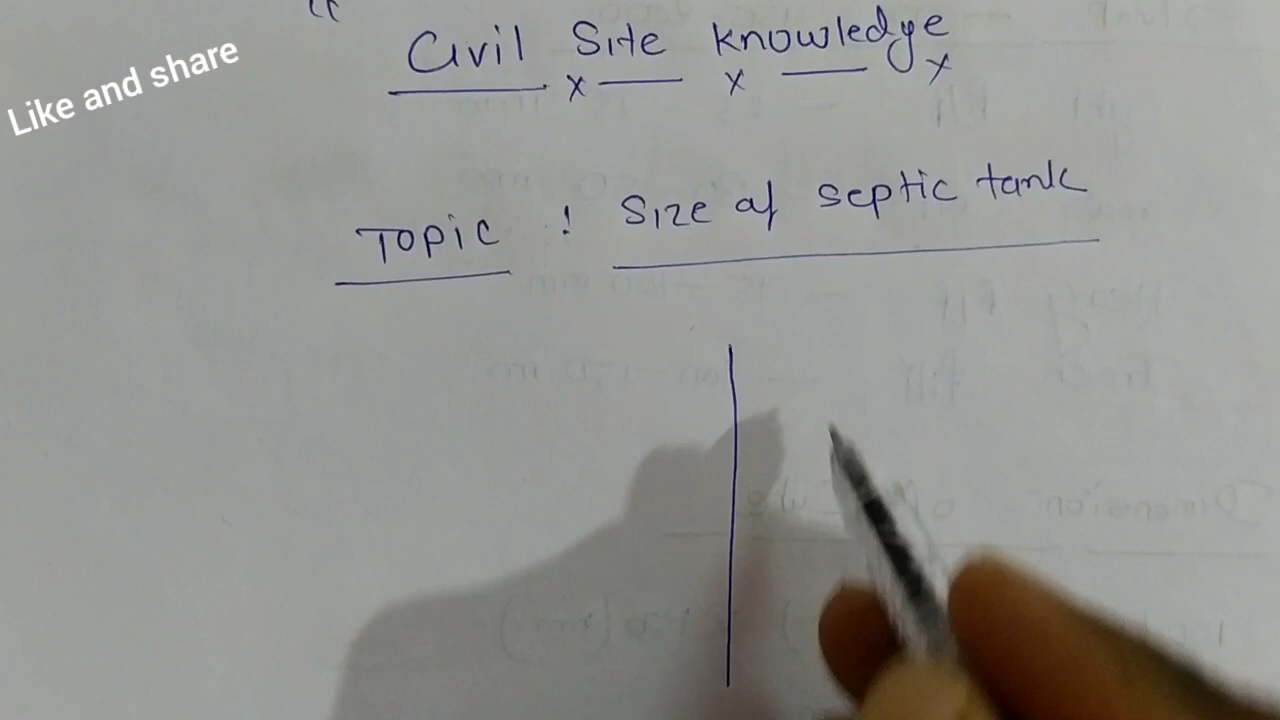 Civil Site knowledge
Like and share
Topic : Size of septic tank